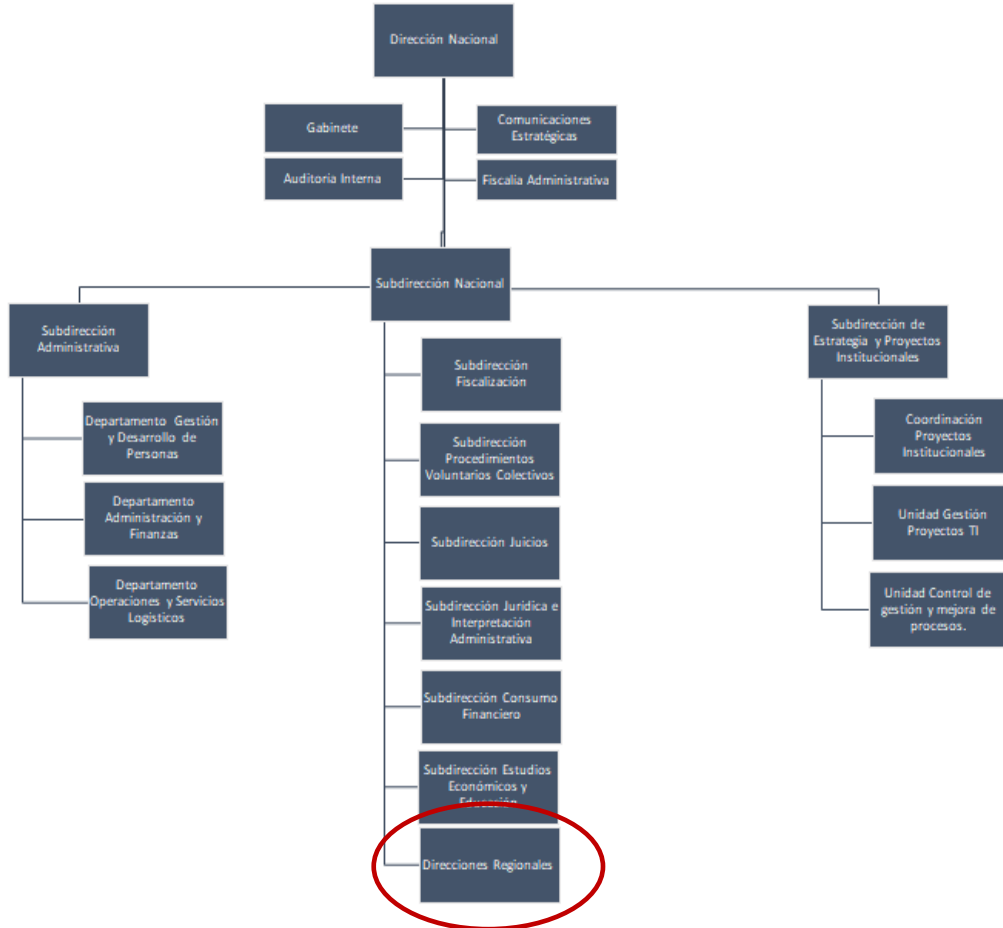 Dirección Nacional
Gabinete
Comunicaciones
Estratégicas
Auditoria Interna
Fiscalía Administrativa
Subdirección Nacional
Subdirección
Administrativa
Departamento Gestión
y Desarrollo de
Personas
Departamento
Administración y
Finanzas
Departamento
Operaciones y Servicios
Logísticos
Subdirección
Fiscalización
Subdirección
Procedimientos
Voluntarios Colectivos
Subdirección Juicios
Subdirección Jurídica e
Interpretación
Administrativa
Subdirección Consumo
Financiero
Subdirección Estudios
Económicos y
Educación
Direcciones Regionales
Subdirección de
Estrategia y Proyectos
Institucionales
Coordinación
Proyectos
Institucionales
Unidad Gestión
Proyectos TI
Unidad Control de
gestión y mejora de
procesos.